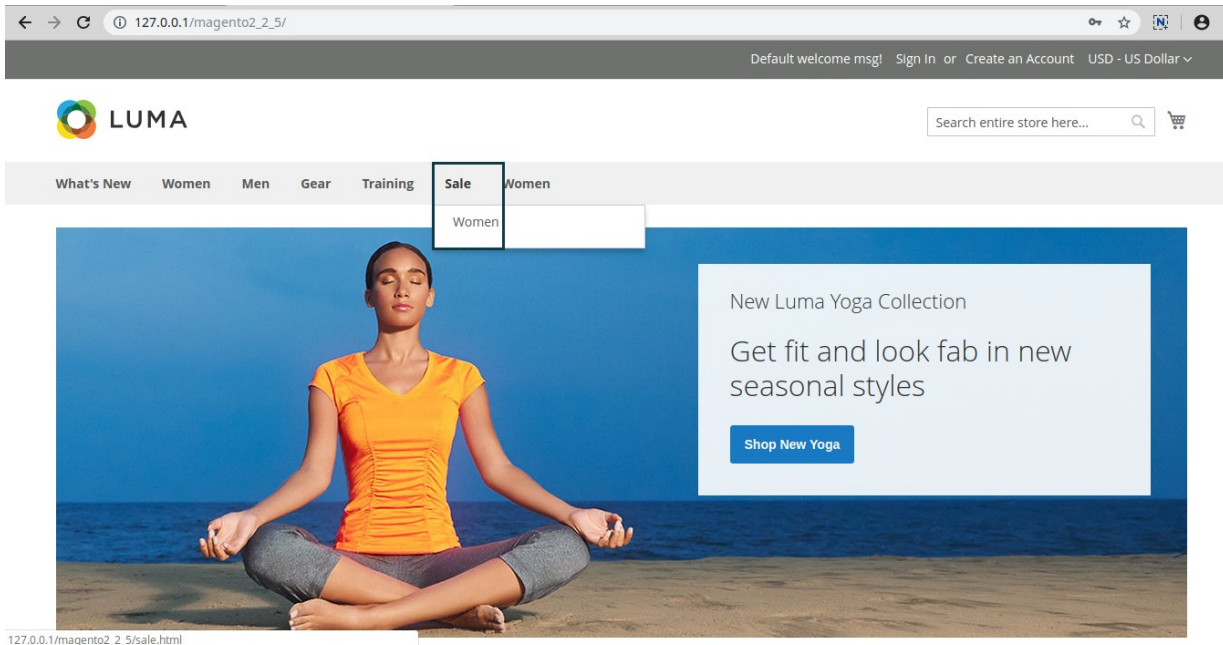 127.0.0.1/magento2_2_5/
Default welcome msg! Sign In or Create an Account USD - US Dollar
LUMA
Search entire store here...
What's New Women Men Gear Training Sale Women
Women
New Luma Yoga Collection
Get fit and look fab in new
seasonal styles
Shop New Yoga
127.0.0.1/magento2_2_5/sale.html